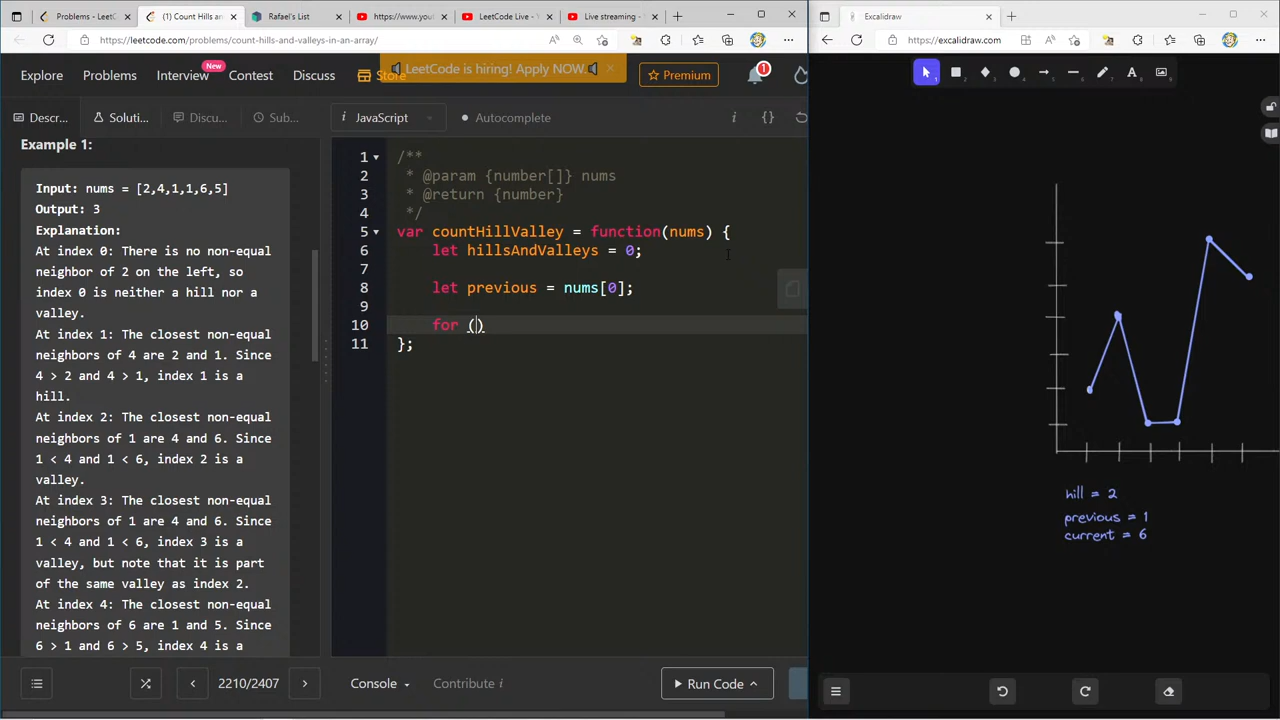 Problems - LeetC
(1) Count Hills an
Rafael's List
https://www.you
LeetCode Live - Y
Live streaming -
Excalidraw
https://leetcode.com/problems/count-hills-and-valleys-in-an-array/
https://excalidraw.com
Explore
Problems
Interview
New
Contest
Discuss
Store
LeetCode is hiring! Apply NOW.
Premium
1
Descr...
Soluti...
Discu...
Sub...
i JavaScript
Autocomplete
i {}
Example 1:
Input: nums = [2,4,1,1,6,5]
Output: 3
Explanation:
At index 0: There is no non-equal
neighbor of 2 on the left, so
index 0 is neither a hill nor a
valley.
At index 1: The closest non-equal
neighbors of 4 are 2 and 1. Since
4 > 2 and 4 > 1, index 1 is a
hill.
At index 2: The closest non-equal
neighbors of 1 are 4 and 6. Since
1 < 4 and 1 < 6, index 2 is a
valley.
At index 3: The closest non-equal
neighbors of 1 are 4 and 6. Since
1 < 4 and 1 < 6, index 3 is a
valley, but note that it is part
of the same valley as index 2.
At index 4: The closest non-equal
neighbors of 6 are 1 and 5. Since
6 > 1 and 6 > 5, index 4 is a
1 /**
2 * @param {number[]} nums
3 * @return {number}
4 */
5 var countHillValley = function(nums) {
6 let hillsAndValleys = 0;
7
8 let previous = nums[0];
9
10 for ()
11 };
hill = 2
previous = 1
current = 6
2210/2407
Console
Contribute i
Run Code